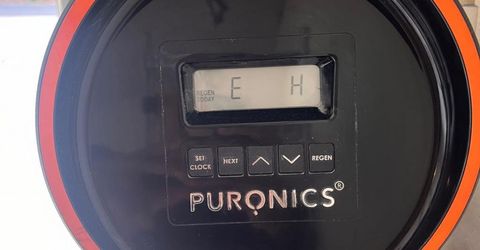 REGEN
TODAY
E H
SET
CLOCK
NEXT
REGEN
PURONICS®